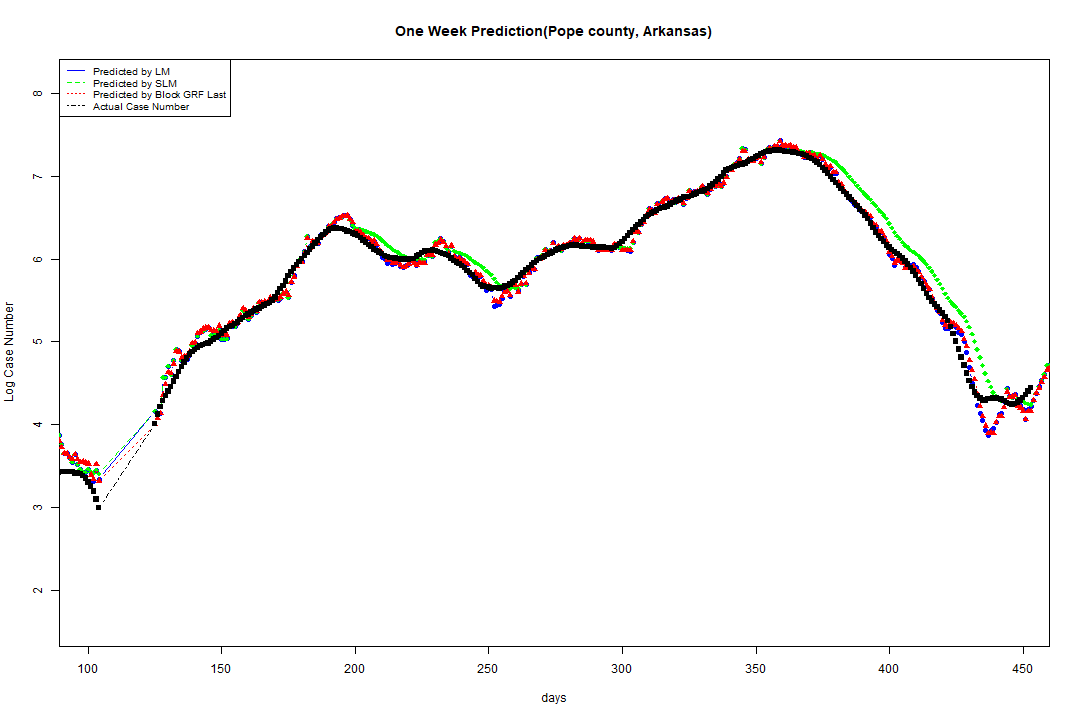 One Week Prediction(Pope county, Arkansas)
Predicted by LM
Predicted by SLM
Predicted by Block GRF Last
Actual Case Number
8
7
6
5
4
3
2
Log Case Number
100 150 200 250 300 350 400 450
days